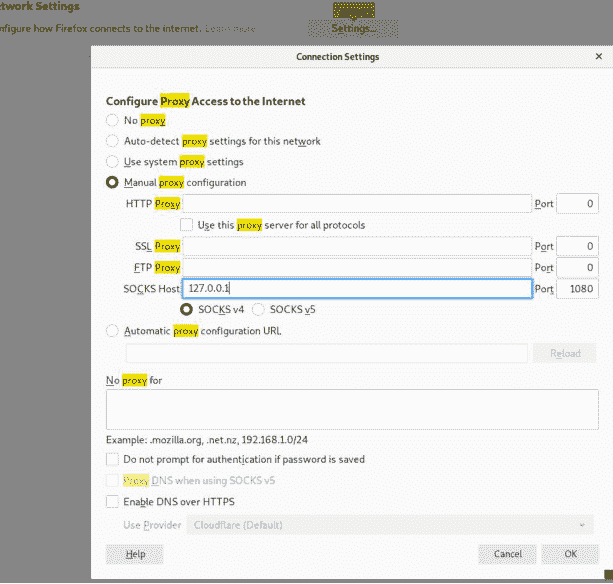 twork Settings
nfigure how Firefox connects to the internet. Learn more
Settings...
Connection Settings ×
Configure Proxy Access to the Internet
No proxy
Auto-detect proxy settings for this network
Use system proxy settings
Manual proxy configuration
HTTP Proxy Port 0
Use this proxy server for all protocols
SSL Proxy Port 0
FTP Proxy Port 0
SOCKS Host 127.0.0.1 Port 1080
SOCKS v4 SOCKS v5
Automatic proxy configuration URL
Reload
No proxy for
Example: .mozilla.org, .net.nz, 192.168.1.0/24
Do not prompt for authentication if password is saved
Proxy DNS when using SOCKS v5
Enable DNS over HTTPS
Use Provider Cloudflare (Default)
Help Cancel OK